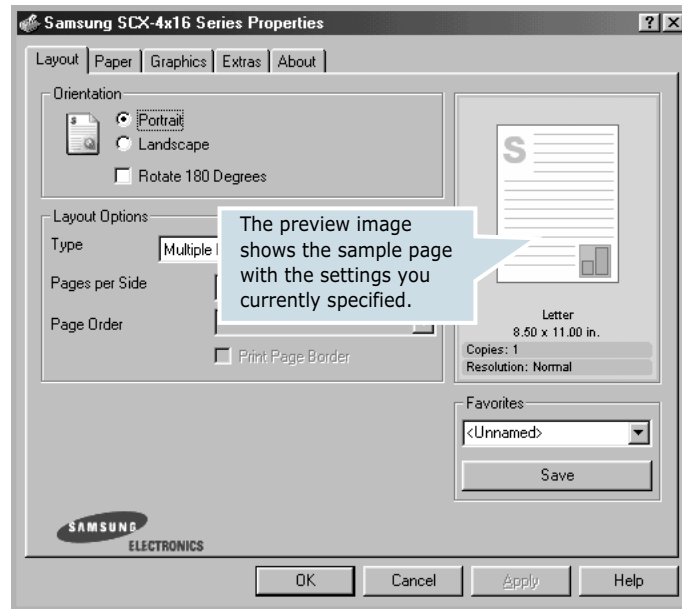 Samsung SCX-4x16 Series Properties
Layout Paper Graphics Extras About
Orientation
Portrait
Landscape
Rotate 180 Degrees
Layout Options
Type
Multiple
Pages per Side
Page Order
Print Page Border
The preview image
shows the sample page
with the settings you
currently specified.
S
Letter
8.50 x 11.00 in.
Copies: 1
Resolution: Normal
Favorites
<Unnamed>
Save
SAMSUNG
ELECTRONICS
OK Cancel Apply Help